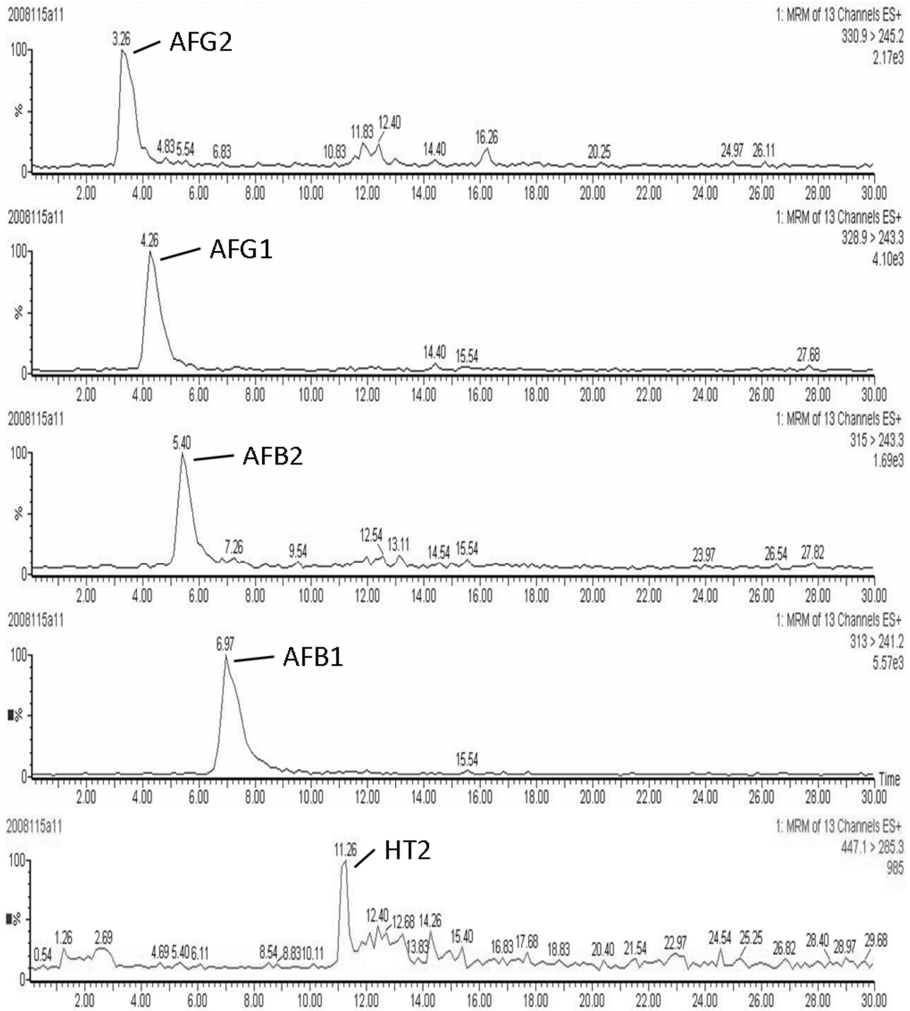 2008115a11
1: MRM of 13 Channels ES+
330.9 > 245.2
2.17e3
3.26
AFG2
100
%
0
4.83 5.54 6.83 10.83 11.83 12.40 14.40 16.26 20.25 24.97 26.11
2.00 4.00 6.00 8.00 10.00 12.00 14.00 16.00 18.00 20.00 22.00 24.00 26.00 28.00 30.00
2008115a11
1: MRM of 13 Channels ES+
328.9 > 243.3
4.10e3
4.26
AFG1
100
%
0
14.40 15.54 27.68
2.00 4.00 6.00 8.00 10.00 12.00 14.00 16.00 18.00 20.00 22.00 24.00 26.00 28.00 30.00
2008115a11
1: MRM of 13 Channels ES+
315 > 243.3
1.69e3
5.40
AFB2
100
%
0
7.26 9.54 12.54 13.11 14.54 15.54 23.97 26.54 27.82
2.00 4.00 6.00 8.00 10.00 12.00 14.00 16.00 18.00 20.00 22.00 24.00 26.00 28.00 30.00
2008115a11
1: MRM of 13 Channels ES+
313 > 241.2
5.57e3
6.97
AFB1
100
%
0
15.54
Time
2.00 4.00 6.00 8.00 10.00 12.00 14.00 16.00 18.00 20.00 22.00 24.00 26.00 28.00 30.00
2008115a11
1: MRM of 13 Channels ES+
447.1 > 285.3
985
11.26
HT2
100
%
0
0.54 1.26 2.69 4.69 5.40 6.11 8.54 8.83 10.11 12.40 12.68 13.83 14.26 15.40 16.83 17.68 18.83 20.40 21.54 22.97 24.54 25.25 26.82 28.40 28.97 29.68
2.00 4.00 6.00 8.00 10.00 12.00 14.00 16.00 18.00 20.00 22.00 24.00 26.00 28.00 30.00